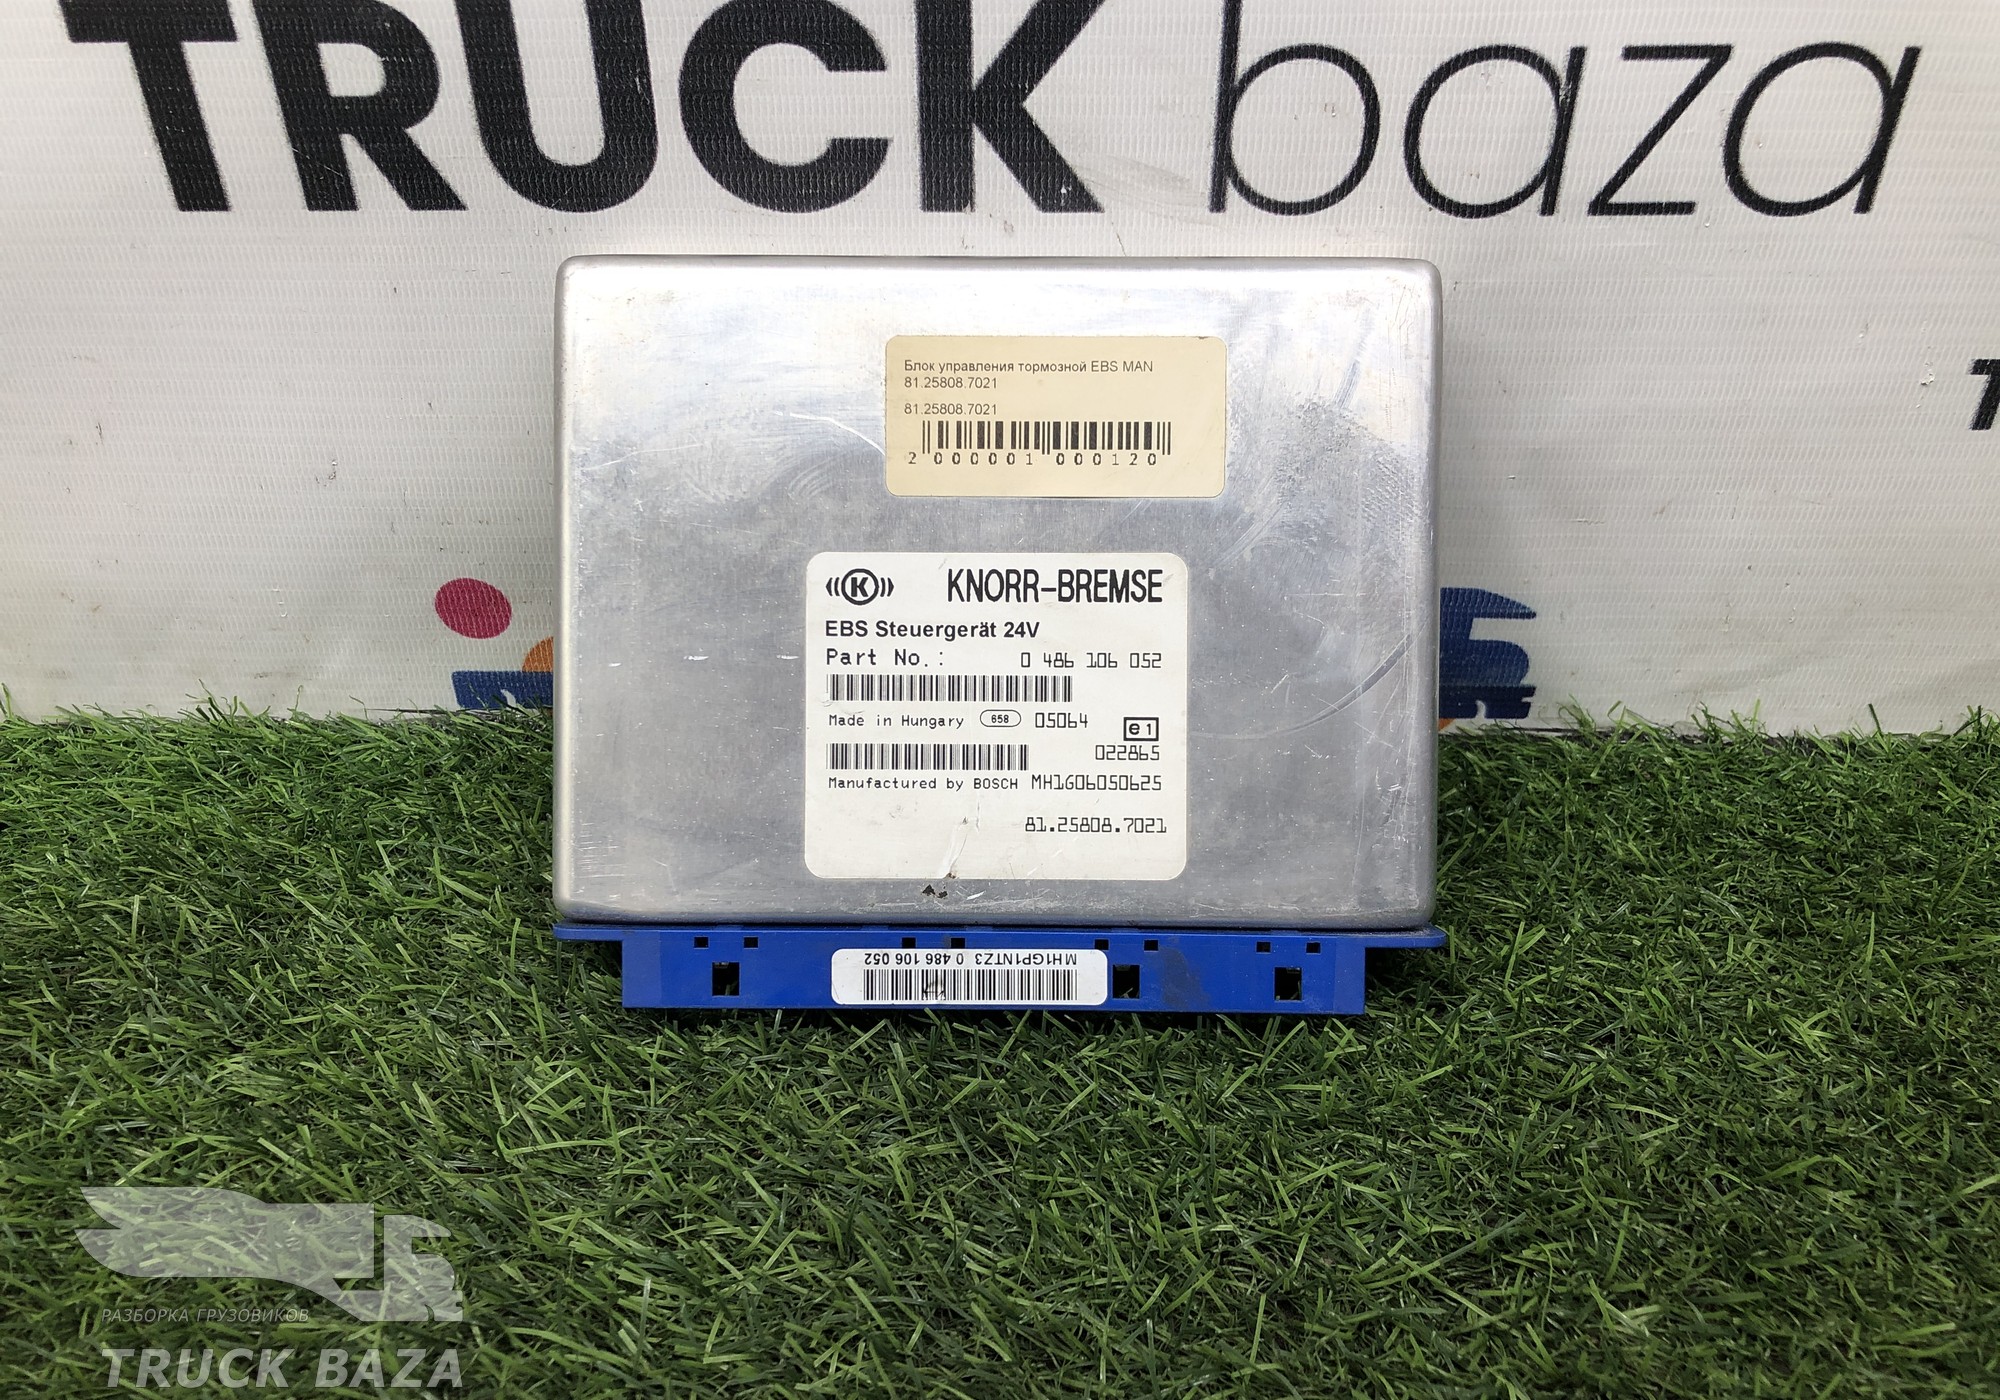 TRUCK baza
Блок управления тормозной EBS MAN
81.25808.7021
81.25808.7021
2 000001 000120
K KNORR-BREMSE
EBS Steuergerät 24V
Part No.: 0 486 106 052
Made in Hungary 658 05064 e1
022865
Manufactured by BOSCH MH1G06050625
81.25808.7021
MH1GP1NTZ3 0 486 106 052
РАЗБОРКА ГРУЗОВИКОВ
TRUCK BAZA